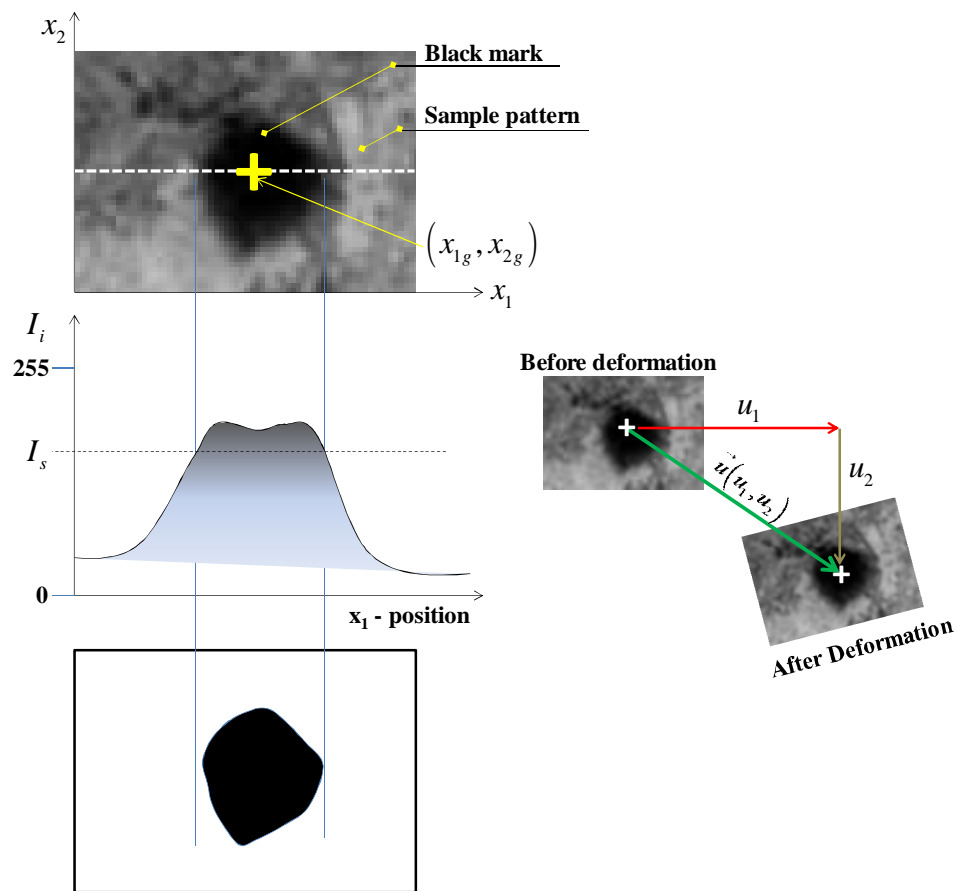 x₂
Black mark
Sample pattern
(x₁g, x₂g)
x₁
Iᵢ
255
Iₛ
0
x₁ - position
Before deformation
u₁
u₂
u⃗(u₁, u₂)
After Deformation